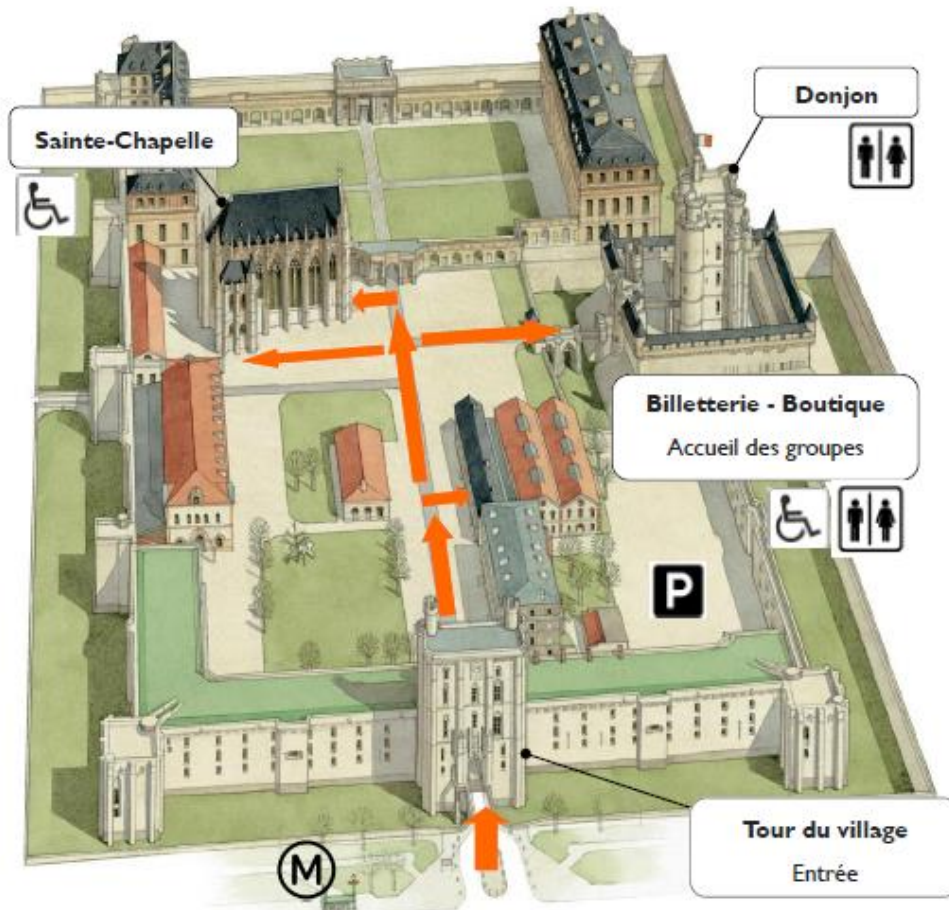 Donjon
Sainte-Chapelle
Billetterie - Boutique
Accueil des groupes
P
Tour du village
Entrée
M